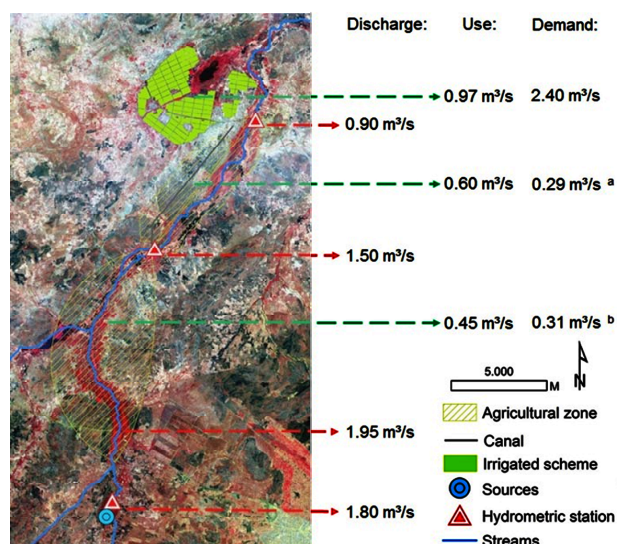 Discharge: Use: Demand:
0.97 m³/s 2.40 m³/s
0.90 m³/s
0.60 m³/s 0.29 m³/s a
1.50 m³/s
0.45 m³/s 0.31 m³/s b
5.000
M
N
Agricultural zone
1.95 m³/s
Canal
Irrigated scheme
Sources
1.80 m³/s
Hydrometric station
Streams